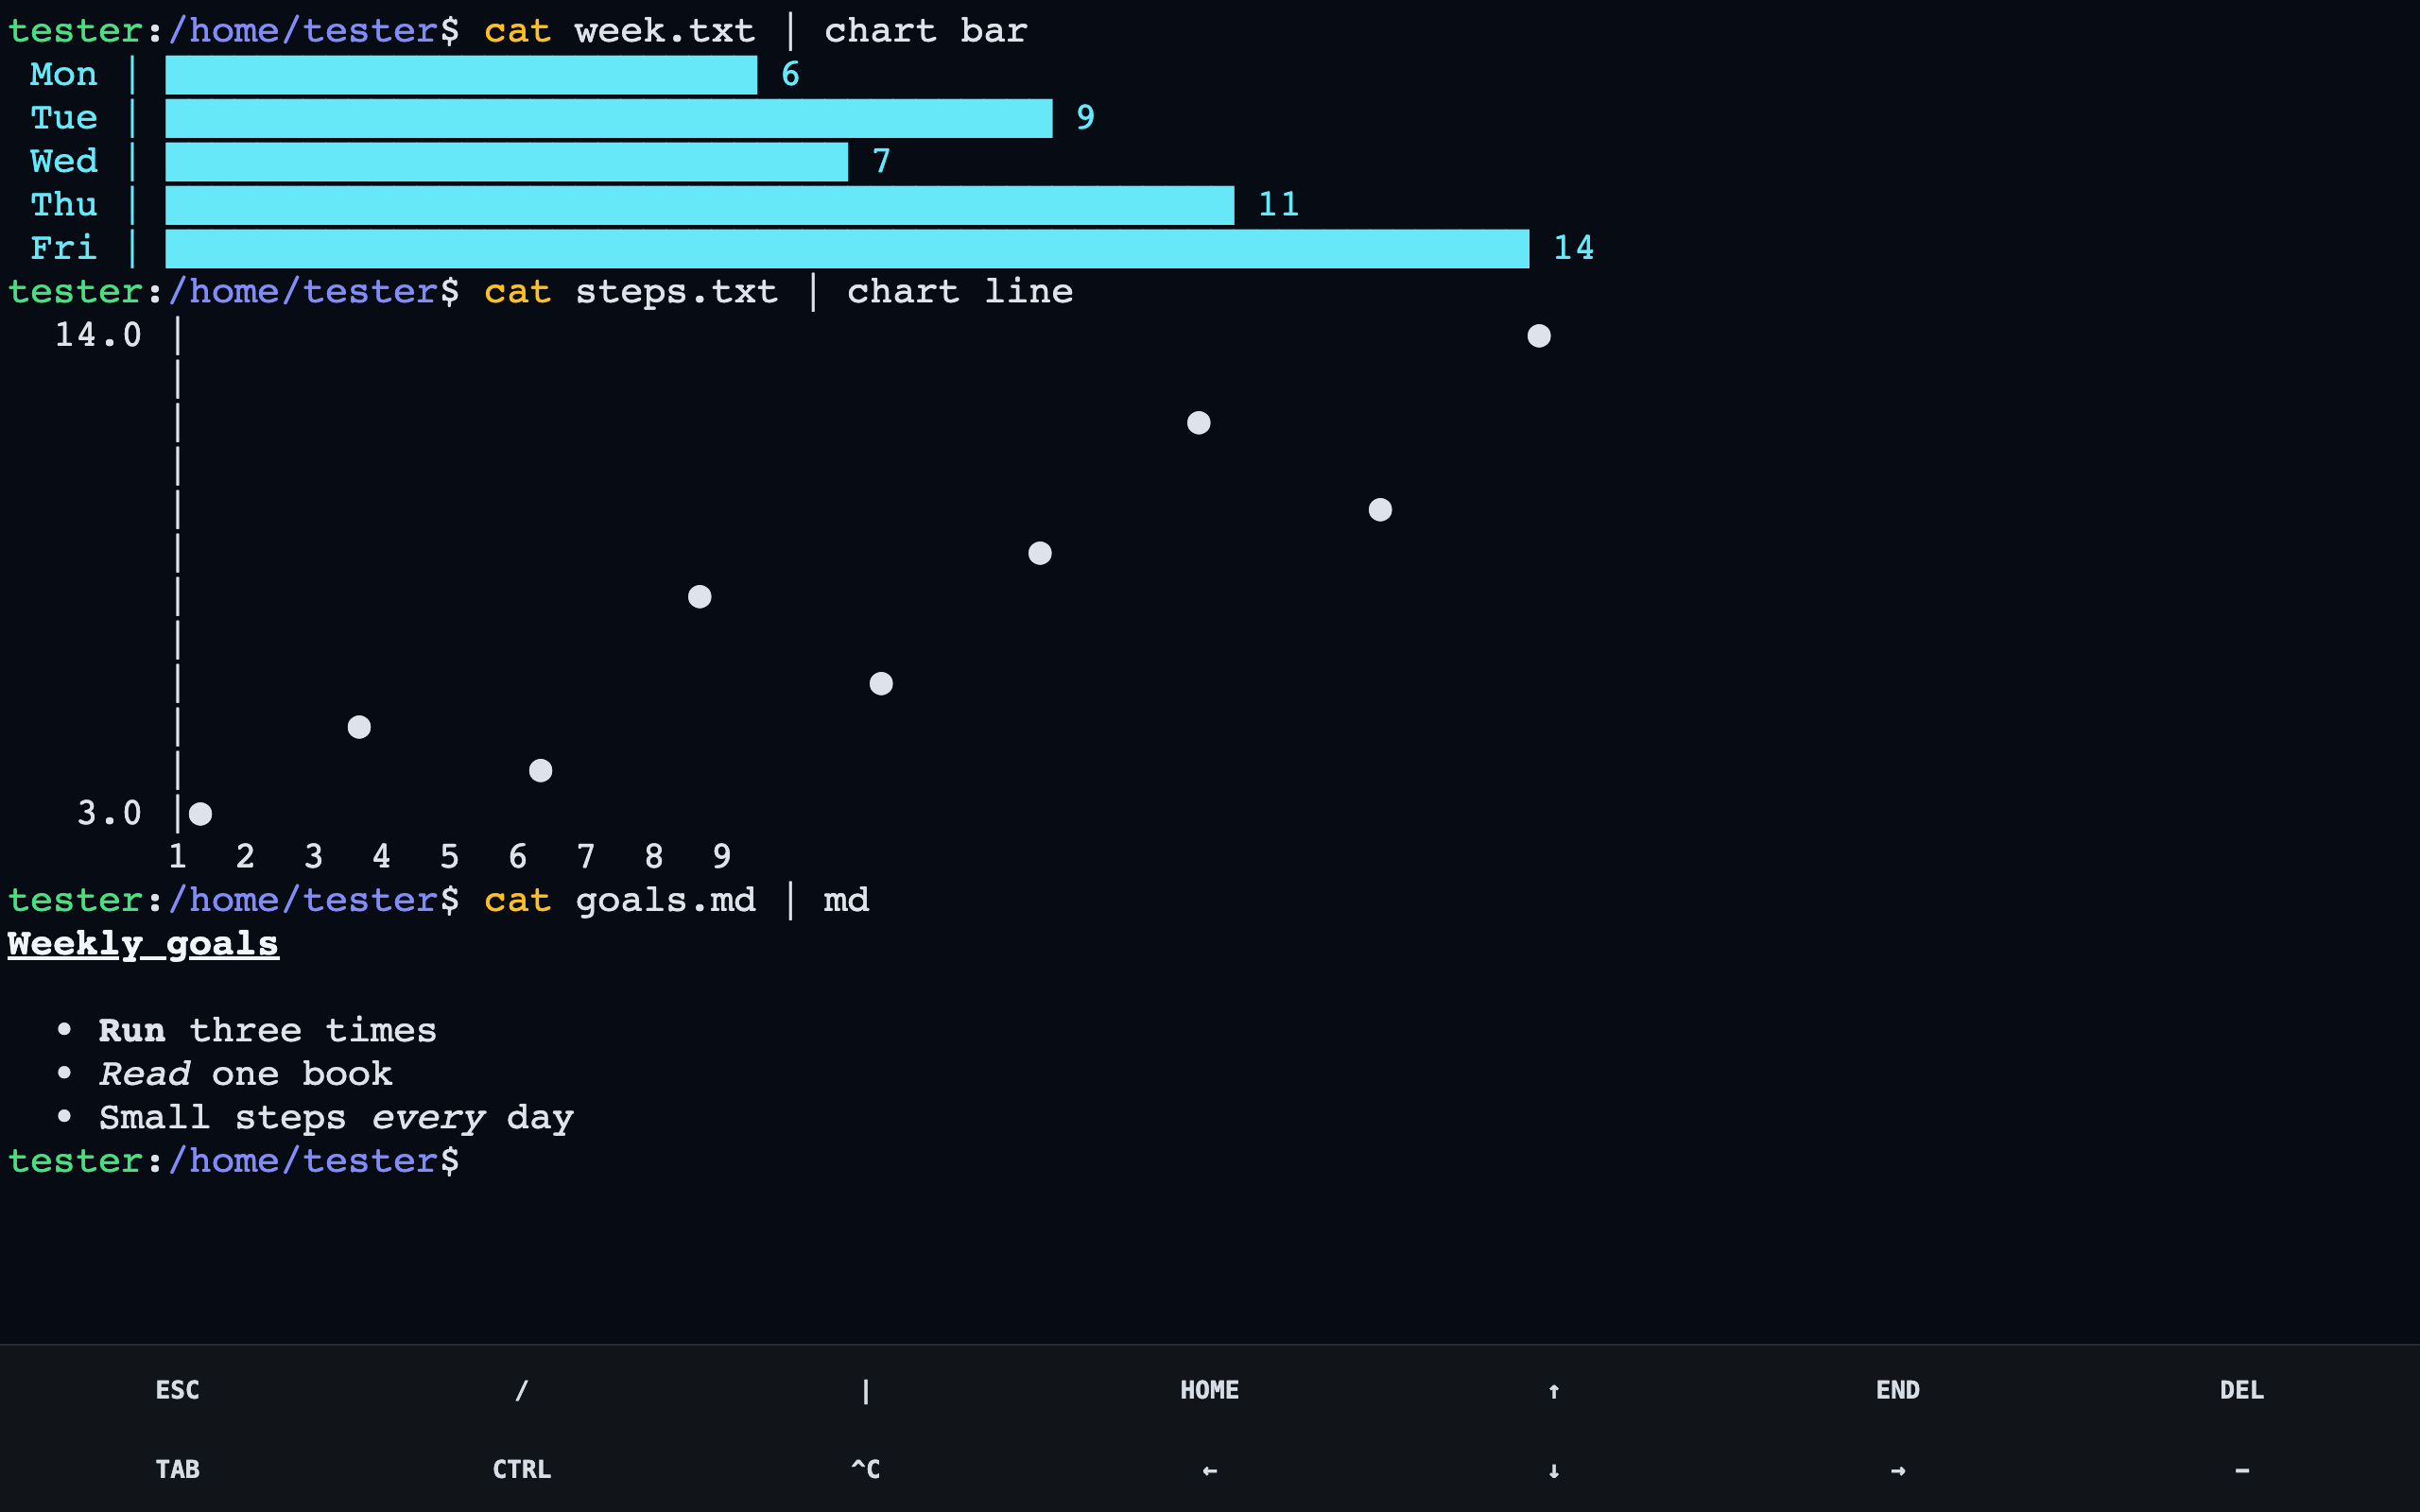 tester:/home/tester$ cat week.txt | chart bar
Mon | 6
Tue | 9
Wed | 7
Thu | 11
Fri | 14
tester:/home/tester$ cat steps.txt | chart line
14.0
3.0
1 2 3 4 5 6 7 8 9
tester:/home/tester$ cat goals.md | md
Weekly goals
• Run three times
• Read one book
• Small steps every day
tester:/home/tester$
ESC / | HOME ↑ END DEL
TAB CTRL ^C ← ↓ → −